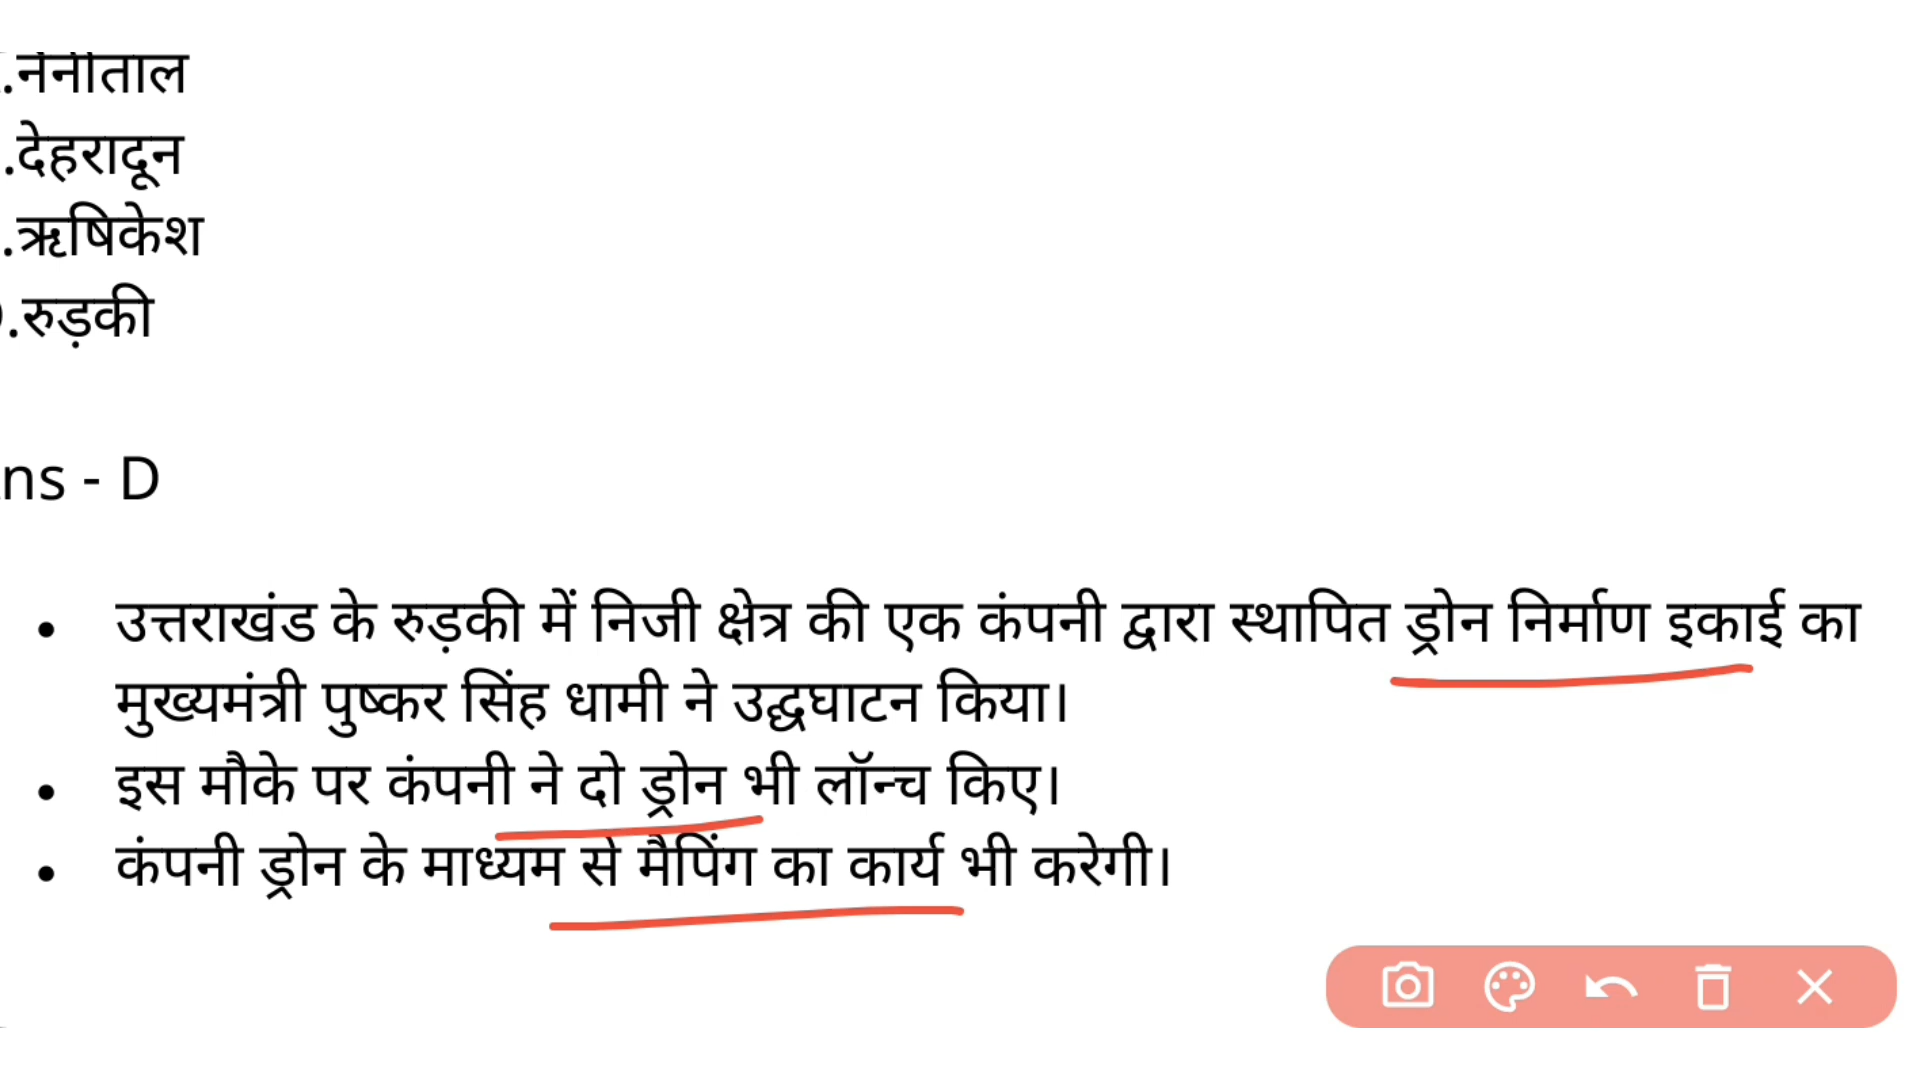 .नैनीताल
.देहरादून
.ऋषिकेश
.रुड़की
ns - D
• उत्तराखंड के रुड़की में निजी क्षेत्र की एक कंपनी द्वारा स्थापित ड्रोन निर्माण इकाई का
मुख्यमंत्री पुष्कर सिंह धामी ने उद्घघाटन किया।
• इस मौके पर कंपनी ने दो ड्रोन भी लॉन्च किए।
• कंपनी ड्रोन के माध्यम से मैपिंग का कार्य भी करेगी।